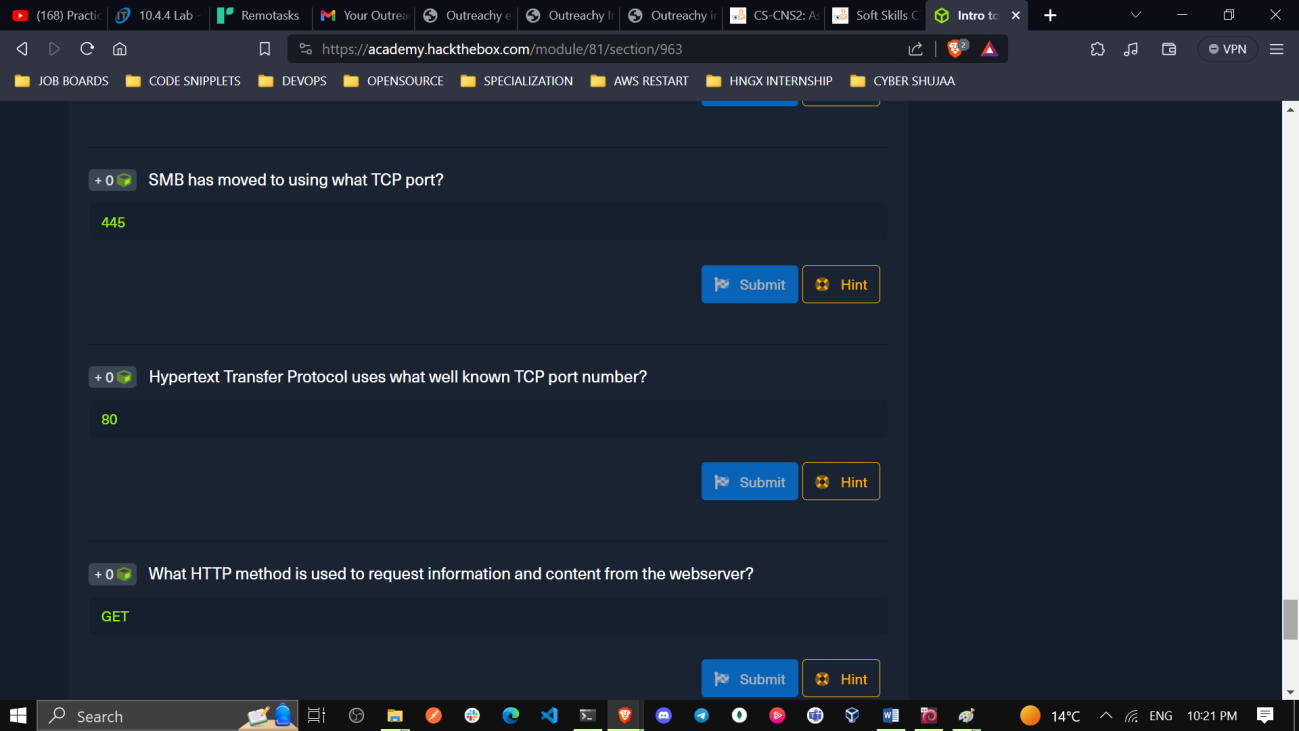 (168) Practic
10.4.4 Lab -
Remotasks
Your Outrea
Outreachy e
Outreachy In
Outreachy in
CS-CNS2: As
Soft Skills C
Intro to
https://academy.hackthebox.com/module/81/section/963
2
VPN
JOB BOARDS
CODE SNIPPLETS
DEVOPS
OPENSOURCE
SPECIALIZATION
AWS RESTART
HNGX INTERNSHIP
CYBER SHUJAA
+ 0 SMB has moved to using what TCP port?
445
Submit
Hint
+ 0 Hypertext Transfer Protocol uses what well known TCP port number?
80
Submit
Hint
+ 0 What HTTP method is used to request information and content from the webserver?
GET
Submit
Hint
Search
14°C
ENG
10:21 PM